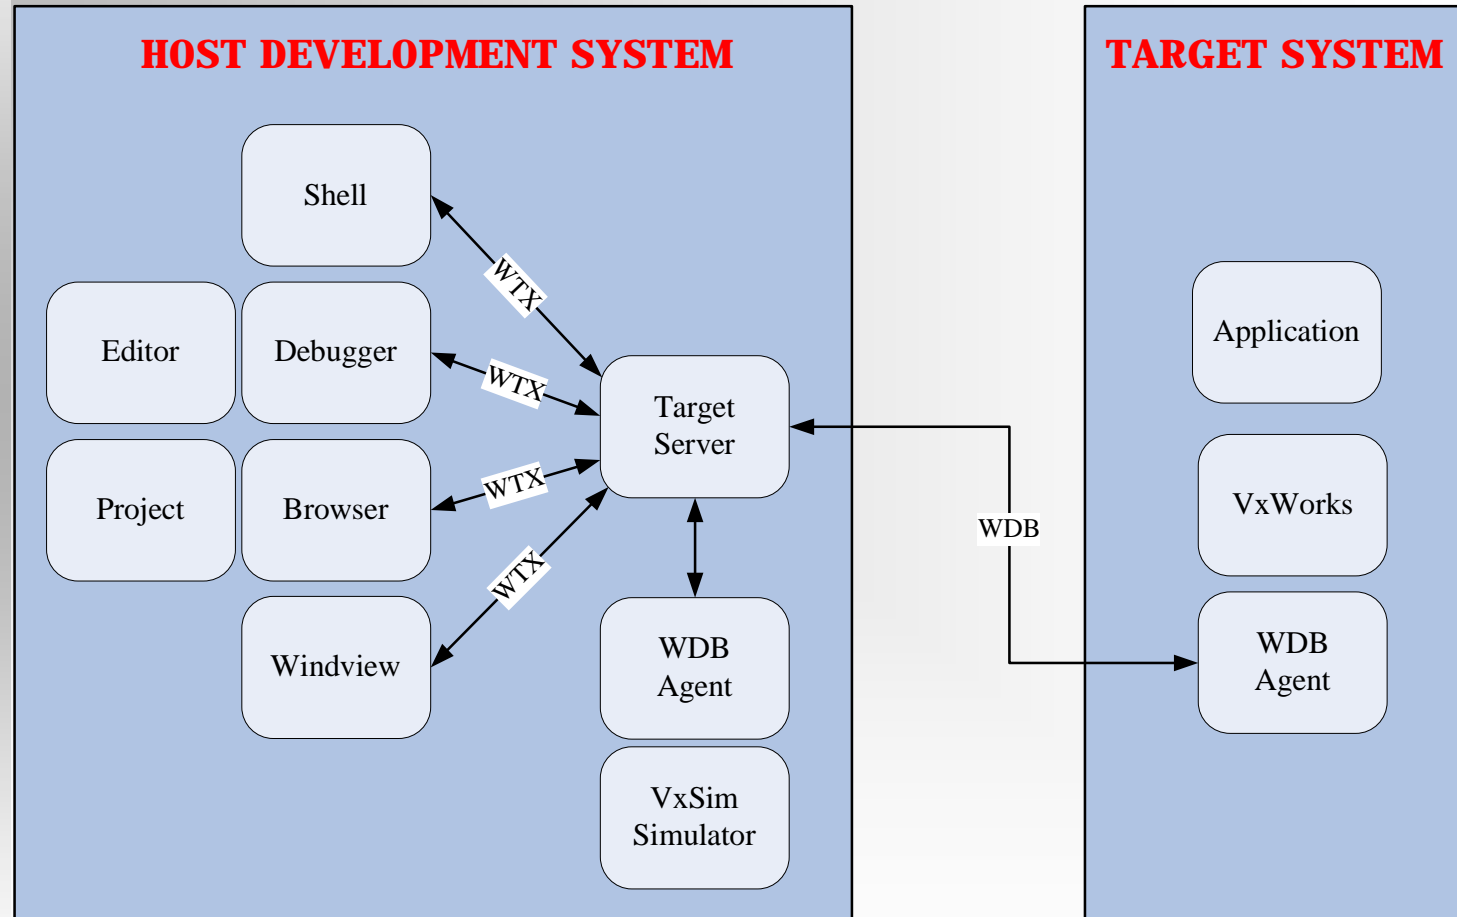 HOST DEVELOPMENT SYSTEM
TARGET SYSTEM
Shell
WTX
Editor
Debugger
WTX
Target
Server
Application
Project
Browser
WTX
WTX
Windview
WDB
Agent
VxSim
Simulator
WDB
VxWorks
WDB
Agent